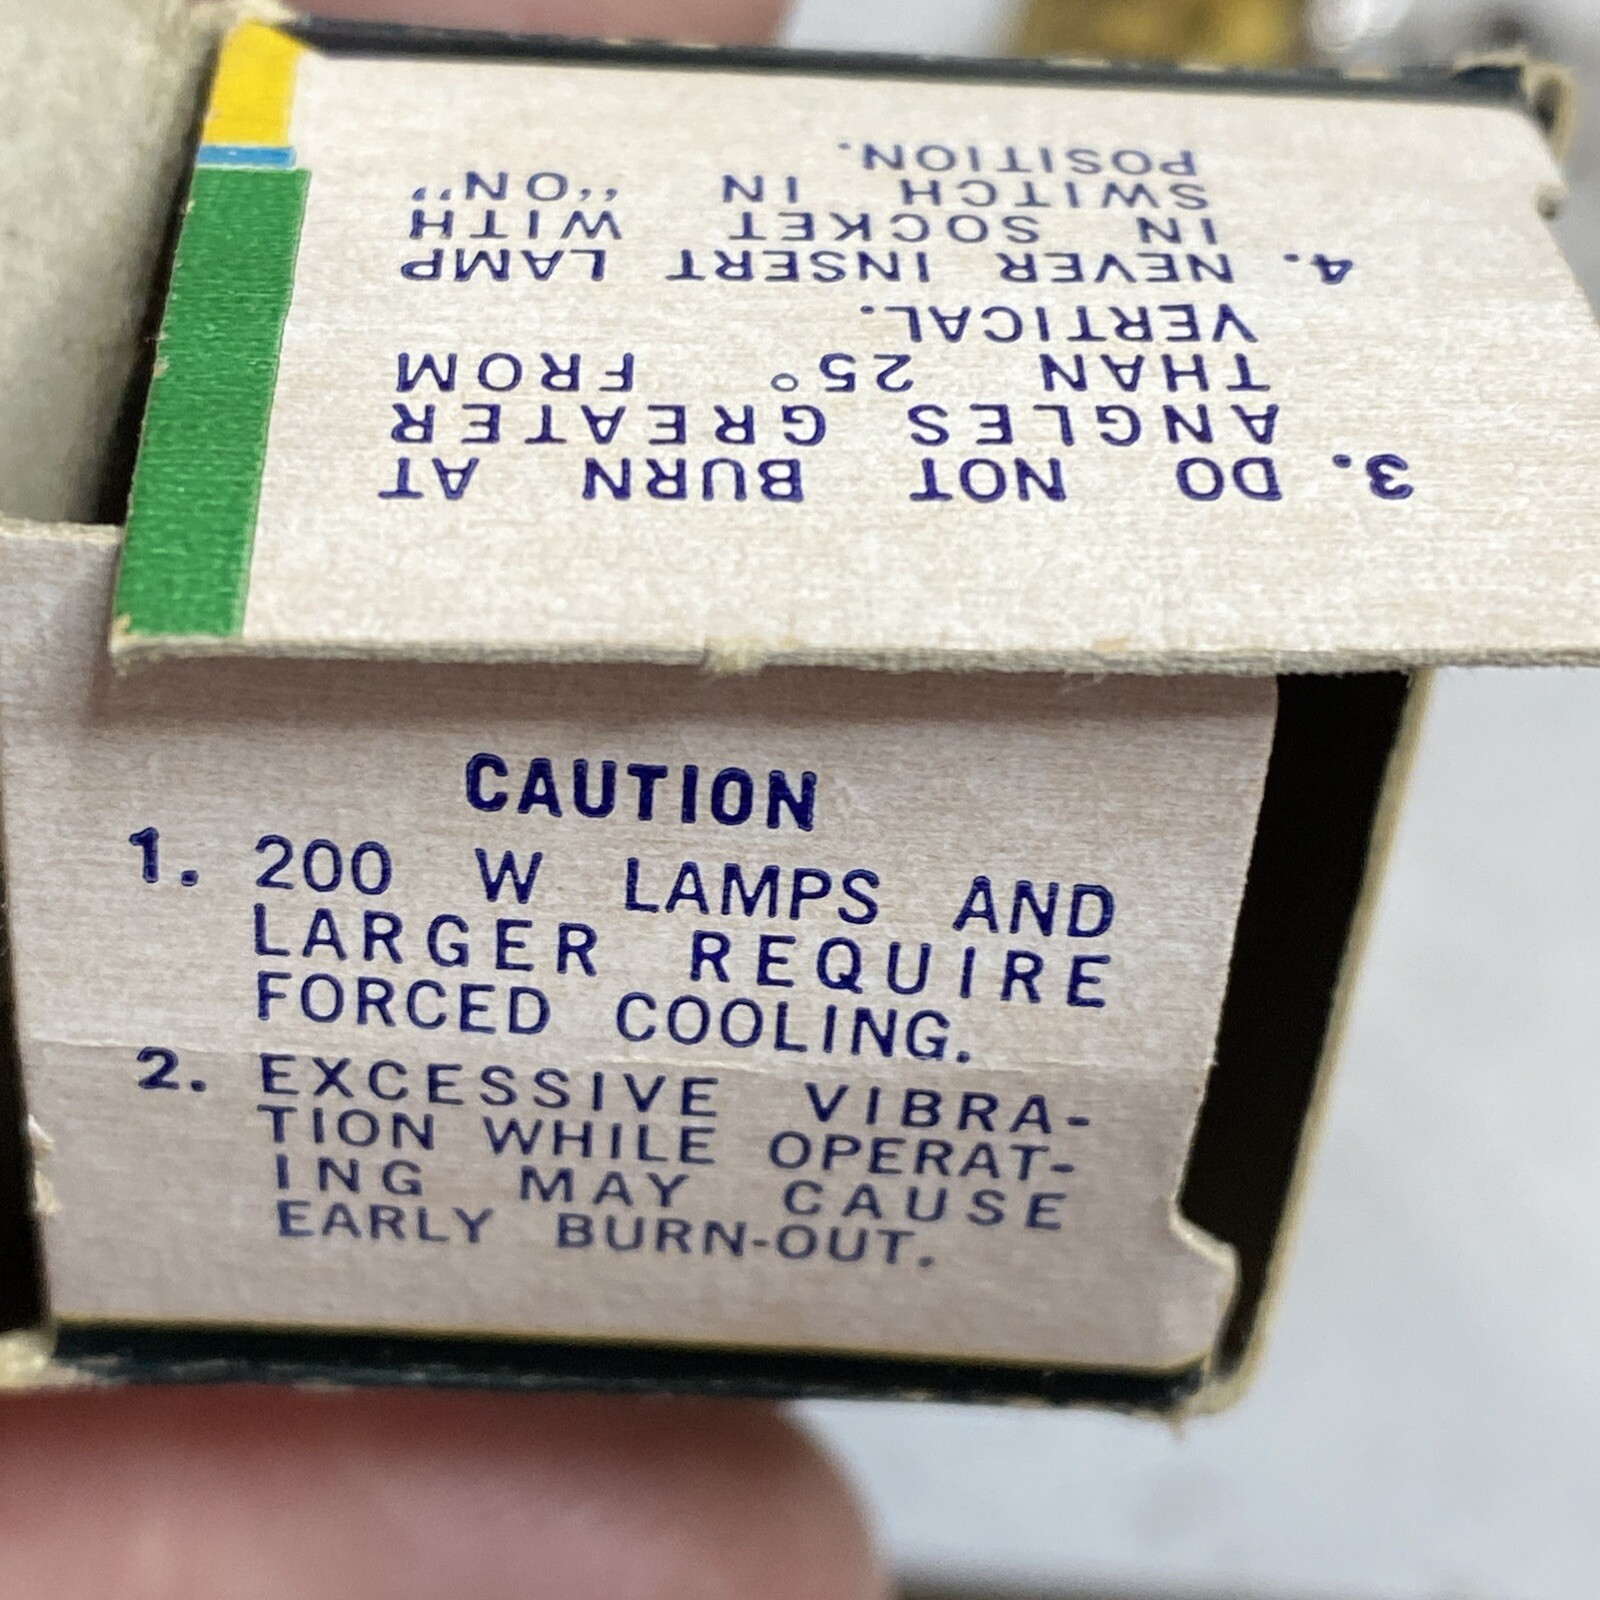 CAUTION
1. 200 W LAMPS AND
LARGER REQUIRE
FORCED COOLING.
2. EXCESSIVE VIBRA-
TION WHILE OPERAT-
ING MAY CAUSE
EARLY BURN-OUT.
3. DO NOT BURN AT
ANGLES GREATER
THAN 25° FROM
VERTICAL.
4. NEVER INSERT LAMP
IN SOCKET WITH
SWITCH IN "ON"
POSITION.